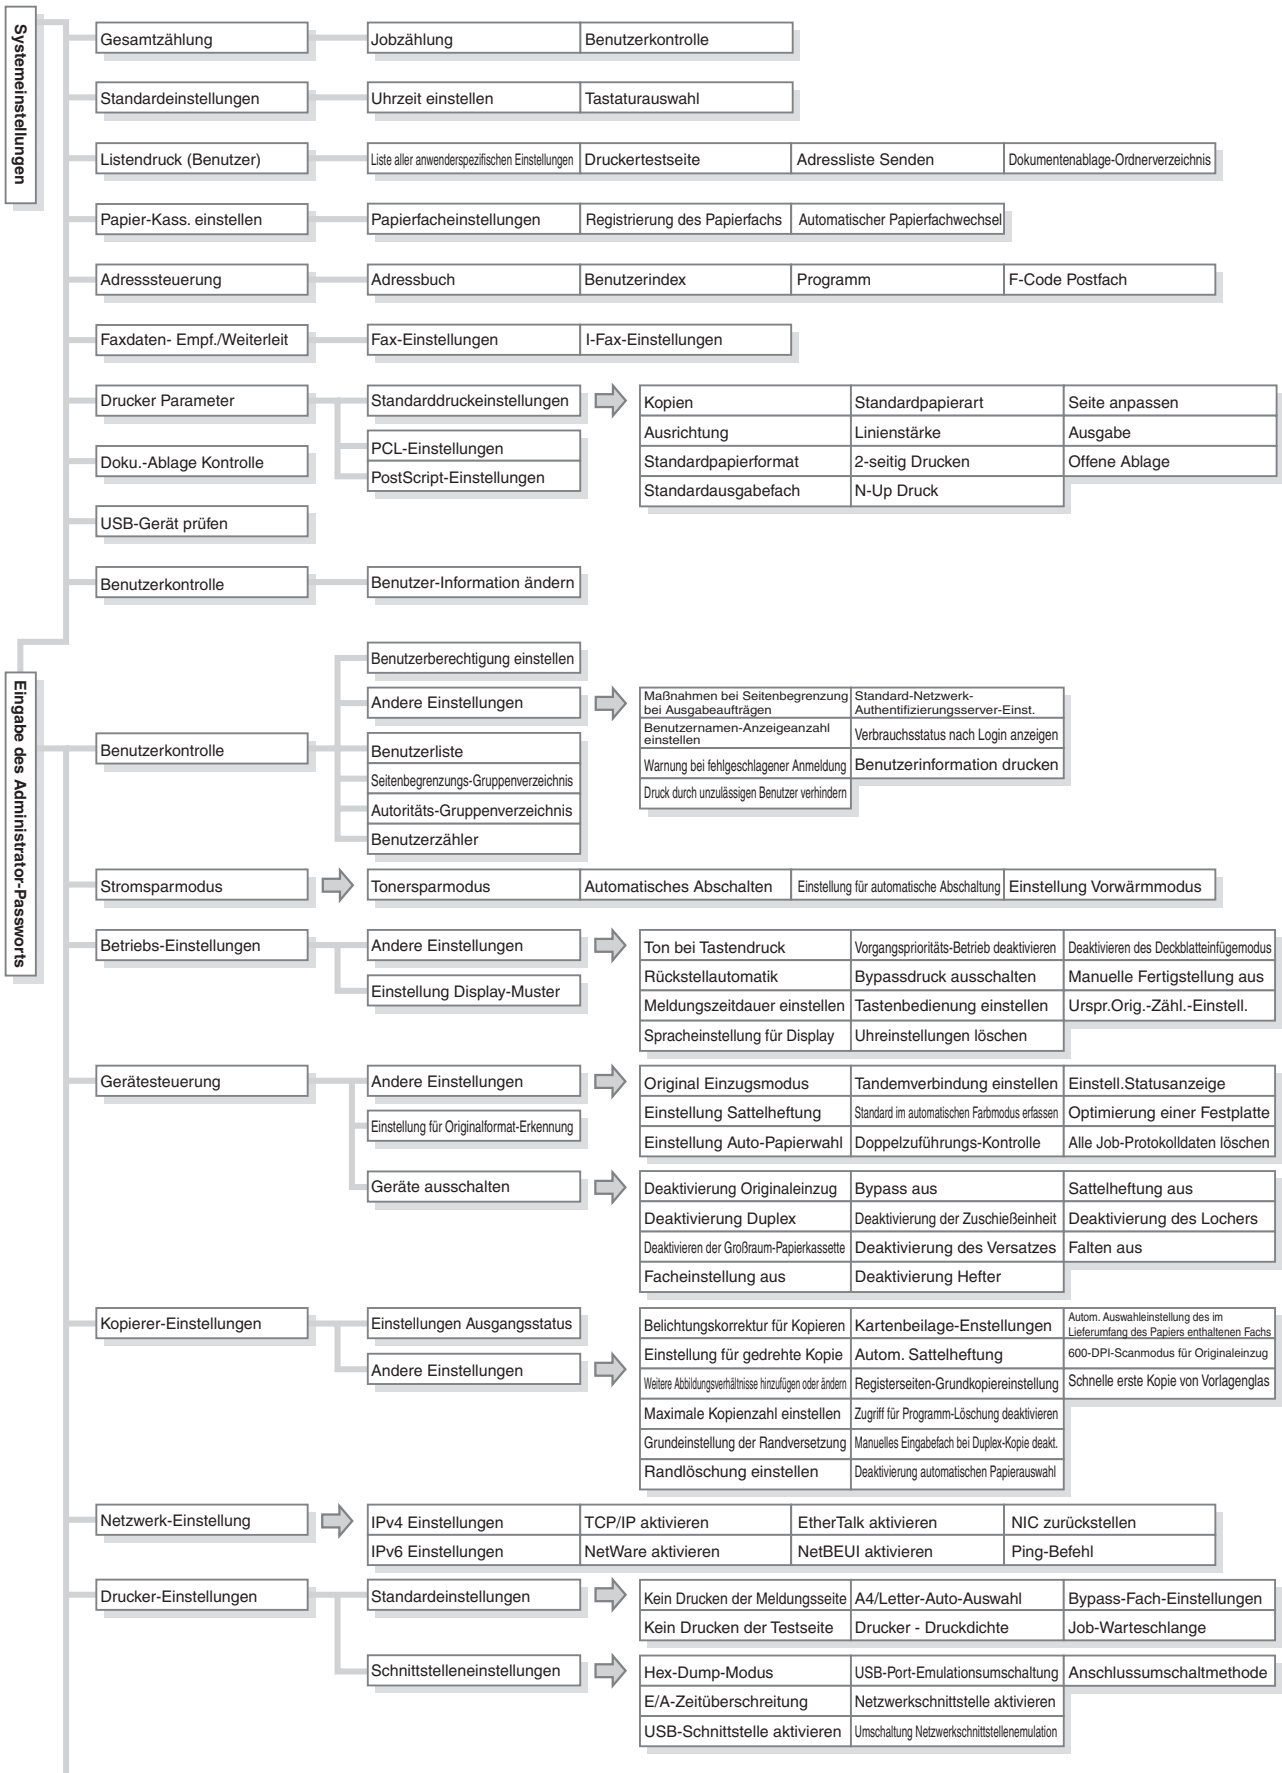 Systemeinstellungen
Gesamtzählung
Jobzählung
Benutzerkontrolle
Standardeinstellungen
Uhrzeit einstellen
Tastaturauswahl
Listendruck (Benutzer)
Liste aller anwenderspezifischen Einstellungen
Druckertestseite
Adressliste Senden
Dokumentenablage-Ordnerverzeichnis
Papier-Kass. einstellen
Papierfacheinstellungen
Registrierung des Papierfachs
Automatischer Papierfachwechsel
Adresssteuerung
Adressbuch
Benutzerindex
Programm
F-Code Postfach
Faxdaten- Empf./Weiterleit
Fax-Einstellungen
I-Fax-Einstellungen
Drucker Parameter
Standarddruckeinstellungen
Kopien
Standardpapierart
Seite anpassen
Ausrichtung
Linienstärke
Ausgabe
PCL-Einstellungen
Doku.-Ablage Kontrolle
Standardpapierformat
2-seitig Drucken
Offene Ablage
PostScript-Einstellungen
Standardausgabefach
N-Up Druck
USB-Gerät prüfen
Benutzerkontrolle
Benutzer-Information ändern
Eingabe des Administrator-Passworts
Benutzerkontrolle
Benutzerberechtigung einstellen
Andere Einstellungen
Maßnahmen bei Seitenbegrenzung
bei Ausgabeaufträgen
Standard-Netzwerk-
Authentifizierungsserver-Einst.
Benutzernamen-Anzeigeanzahl
einstellen
Verbrauchsstatus nach Login anzeigen
Warnung bei fehlgeschlagener Anmeldung
Benutzerinformation drucken
Druck durch unzulässigen Benutzer verhindern
Benutzerliste
Seitenbegrenzungs-Gruppenverzeichnis
Autoritäts-Gruppenverzeichnis
Benutzerzähler
Stromsparmodus
Tonersparmodus
Automatisches Abschalten
Einstellung für automatische Abschaltung
Einstellung Vorwärmmodus
Betriebs-Einstellungen
Andere Einstellungen
Ton bei Tastendruck
Vorgangsprioritäts-Betrieb deaktivieren
Deaktivieren des Deckblatteinfügemodus
Rückstellautomatik
Bypassdruck ausschalten
Manuelle Fertigstellung aus
Einstellung Display-Muster
Meldungszeitdauer einstellen
Tastenbedienung einstellen
Urspr.Orig.-Zähl.-Einstell.
Spracheinstellung für Display
Uhreinstellungen löschen
Gerätesteuerung
Andere Einstellungen
Original Einzugsmodus
Tandemverbindung einstellen
Einstell.Statusanzeige
Einstellung Sattelheftung
Standard im automatischen Farbmodus erfassen
Optimierung einer Festplatte
Einstellung Auto-Papierwahl
Doppelzuführungs-Kontrolle
Alle Job-Protokolldaten löschen
Einstellung für Originalformat-Erkennung
Geräte ausschalten
Deaktivierung Originaleinzug
Bypass aus
Sattelheftung aus
Deaktivierung Duplex
Deaktivierung der Zuschießeinheit
Deaktivierung des Lochers
Deaktivieren der Großraum-Papierkassette
Deaktivierung des Versatzes
Falten aus
Facheinstellung aus
Deaktivierung Hefter
Kopierer-Einstellungen
Einstellungen Ausgangsstatus
Andere Einstellungen
Belichtungskorrektur für Kopieren
Kartenbeilage-Enstellungen
Autom. Auswahleinstellung des im
Lieferumfang des Papiers enthaltenen Fachs
Einstellung für gedrehte Kopie
Autom. Sattelheftung
600-DPI-Scanmodus für Originaleinzug
Weitere Abbildungsverhältnisse hinzufügen oder ändern
Registerseiten-Grundkopiereinstellung
Schnelle erste Kopie von Vorlagenglas
Maximale Kopienzahl einstellen
Zugriff für Programm-Löschung deaktivieren
Grundeinstellung der Randversetzung
Manuelles Eingabefach bei Duplex-Kopie deakt.
Randlöschung einstellen
Deaktivierung automatischen Papierauswahl
Netzwerk-Einstellung
IPv4 Einstellungen
TCP/IP aktivieren
EtherTalk aktivieren
NIC zurückstellen
IPv6 Einstellungen
NetWare aktivieren
NetBEUI aktivieren
Ping-Befehl
Drucker-Einstellungen
Standardeinstellungen
Kein Drucken der Meldungsseite
A4/Letter-Auto-Auswahl
Bypass-Fach-Einstellungen
Kein Drucken der Testseite
Drucker - Druckdichte
Job-Warteschlange
Schnittstelleneinstellungen
Hex-Dump-Modus
USB-Port-Emulationsumschaltung
Anschlussumschaltmethode
E/A-Zeitüberschreitung
Netzwerkschnittstelle aktivieren
USB-Schnittstelle aktivieren
Umschaltung Netzwerkschnittstellenemulation